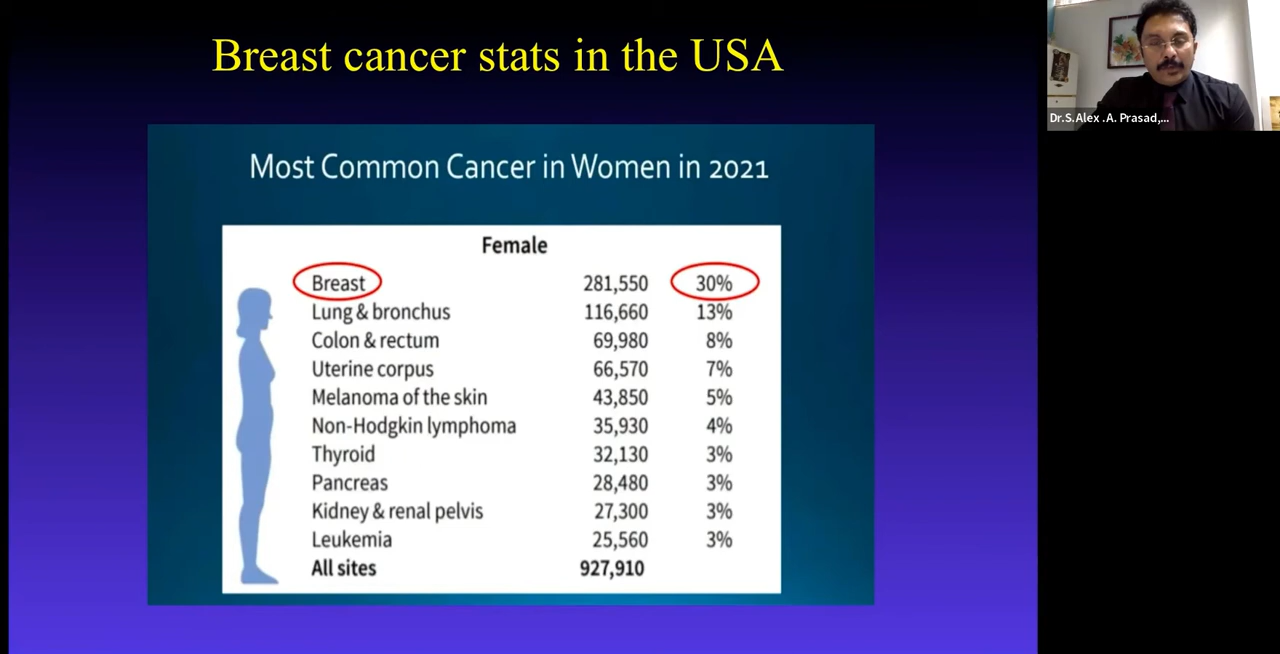 Breast cancer stats in the USA
Dr.S.Alex .A. Prasad,...
Most Common Cancer in Women in 2021
Female
Breast 281,550 30%
Lung & bronchus 116,660 13%
Colon & rectum 69,980 8%
Uterine corpus 66,570 7%
Melanoma of the skin 43,850 5%
Non-Hodgkin lymphoma 35,930 4%
Thyroid 32,130 3%
Pancreas 28,480 3%
Kidney & renal pelvis 27,300 3%
Leukemia 25,560 3%
All sites 927,910